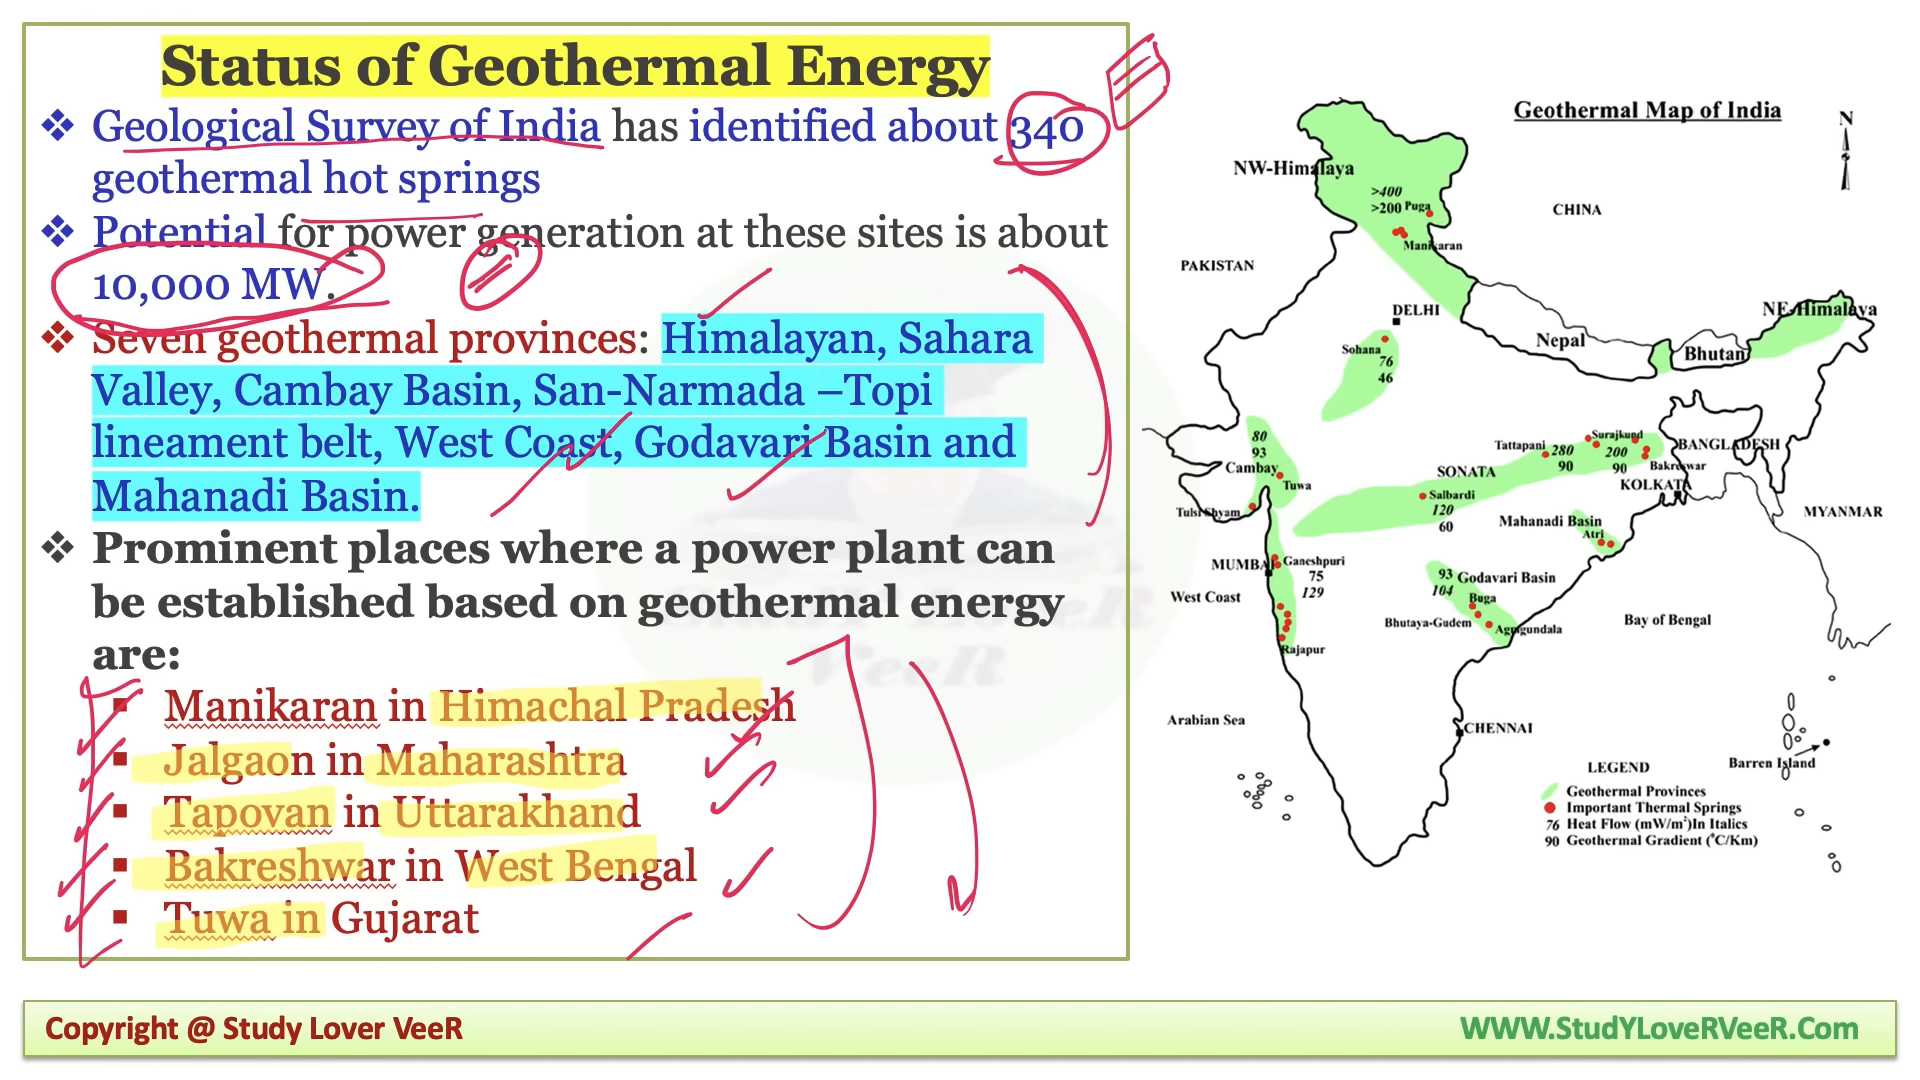 Status of Geothermal Energy
❖ Geological Survey of India has identified about 340
geothermal hot springs
❖ Potential for power generation at these sites is about
10,000 MW.
❖ Seven geothermal provinces: Himalayan, Sahara
Valley, Cambay Basin, San-Narmada –Topi
lineament belt, West Coast, Godavari Basin and
Mahanadi Basin.
❖ Prominent places where a power plant can
be established based on geothermal energy
are:
▪ Manikaran in Himachal Pradesh
▪ Jalgaon in Maharashtra
▪ Tapovan in Uttarakhand
▪ Bakreshwar in West Bengal
▪ Tuwa in Gujarat
VeeR
Geothermal Map of India
N
NW-Himalaya
>400
>200 Puga
CHINA
Manikaran
PAKISTAN
DELHI
NE-Himalaya
Nepal
Bhutan
Sohana
76
46
80
93
Cambay
Tuwa
Tulsi Shyam
Tattapani
280
90
Surajkund
200
90
BANGLADESH
Bakreswar
SONATA
KOLKATA
Salbardi
120
60
MYANMAR
Mahanadi Basin
Atri
MUMBAI
Ganeshpuri
75
129
93 Godavari Basin
104
Buga
West Coast
Bhutaya-Gudem
Agnigundala
Bay of Bengal
Rajapur
Arabian Sea
CHENNAI
Barren Island
LEGEND
Geothermal Provinces
Important Thermal Springs
76 Heat Flow (mW/m²)In Italics
90 Geothermal Gradient (°C/Km)
Copyright @ Study Lover VeeR
WWW.StudYLoveRVeeR.Com